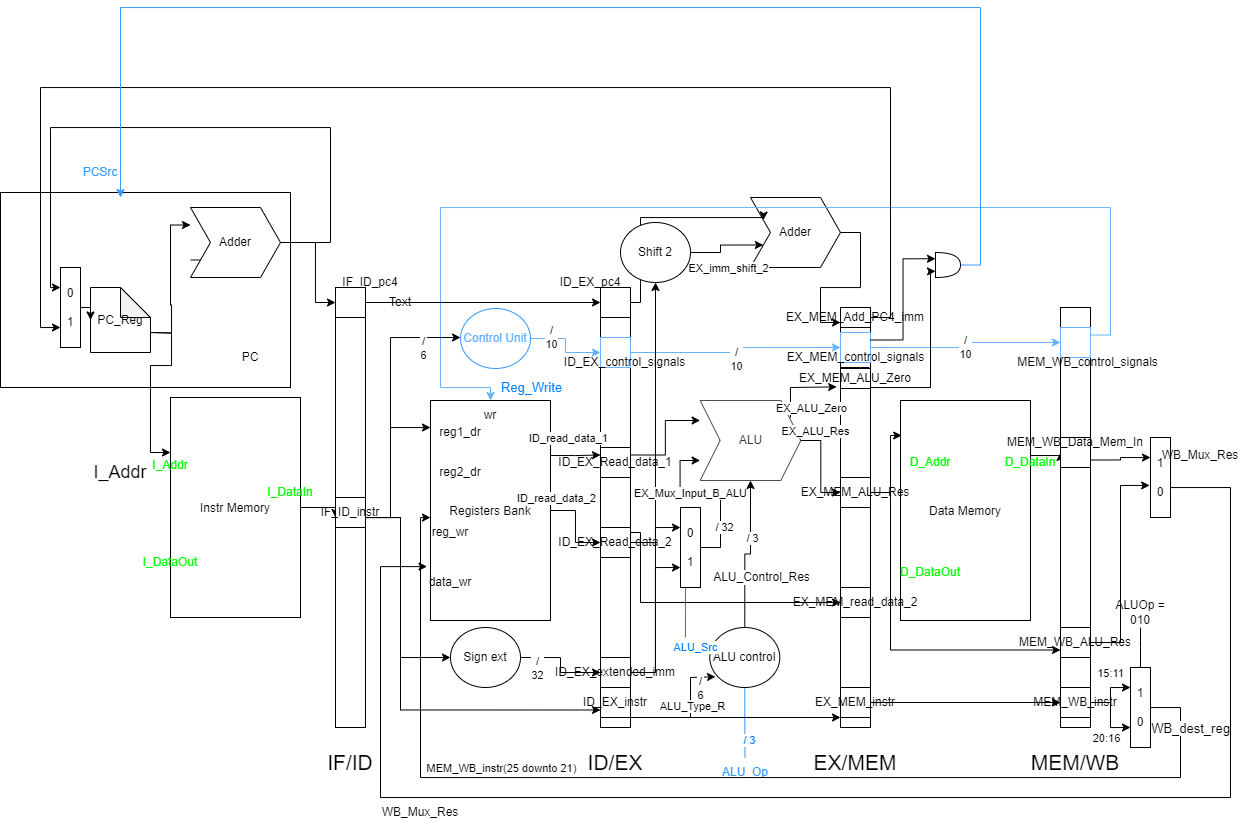 PCSrc
Adder
0
1
PC_Reg
PC
IF_ID_pc4
Text
ID_EX_pc4
Shift 2
EX_imm_shift_2
Adder
EX_MEM_Add_PC4_imm
Control Unit
/
6
/
10
ID_EX_control_signals
/
10
EX_MEM_control_signals
/
10
MEM_WB_control_signals
EX_MEM_ALU_Zero
Reg_Write
wr
reg1_dr
reg2_dr
Registers Bank
reg_wr
data_wr
I_Addr
I_Addr
I_DataIn
Instr Memory
I_DataOut
IF_ID_instr
ID_read_data_1
ID_EX_Read_data_1
ID_read_data_2
ID_EX_Read_data_2
EX_ALU_Zero
EX_ALU_Res
ALU
EX_Mux_Input_B_ALU
0
1
/ 32
/ 3
ALU_Control_Res
EX_MEM_ALU_Res
EX_MEM_read_data_2
D_Addr
D_DataIn
Data Memory
D_DataOut
MEM_WB_Data_Mem_In
WB_Mux_Res
1
0
MEM_WB_ALU_Res
ALUOp =
010
Sign ext
/
32
ID_EX_extended_imm
ID_EX_instr
ALU_Src
ALU control
/
6
ALU_Type_R
/ 3
ALU_Op
EX_MEM_instr
MEM_WB_instr
15:11
20:16
1
0
WB_dest_reg
IF/ID
ID/EX
EX/MEM
MEM/WB
MEM_WB_instr(25 downto 21)
WB_Mux_Res